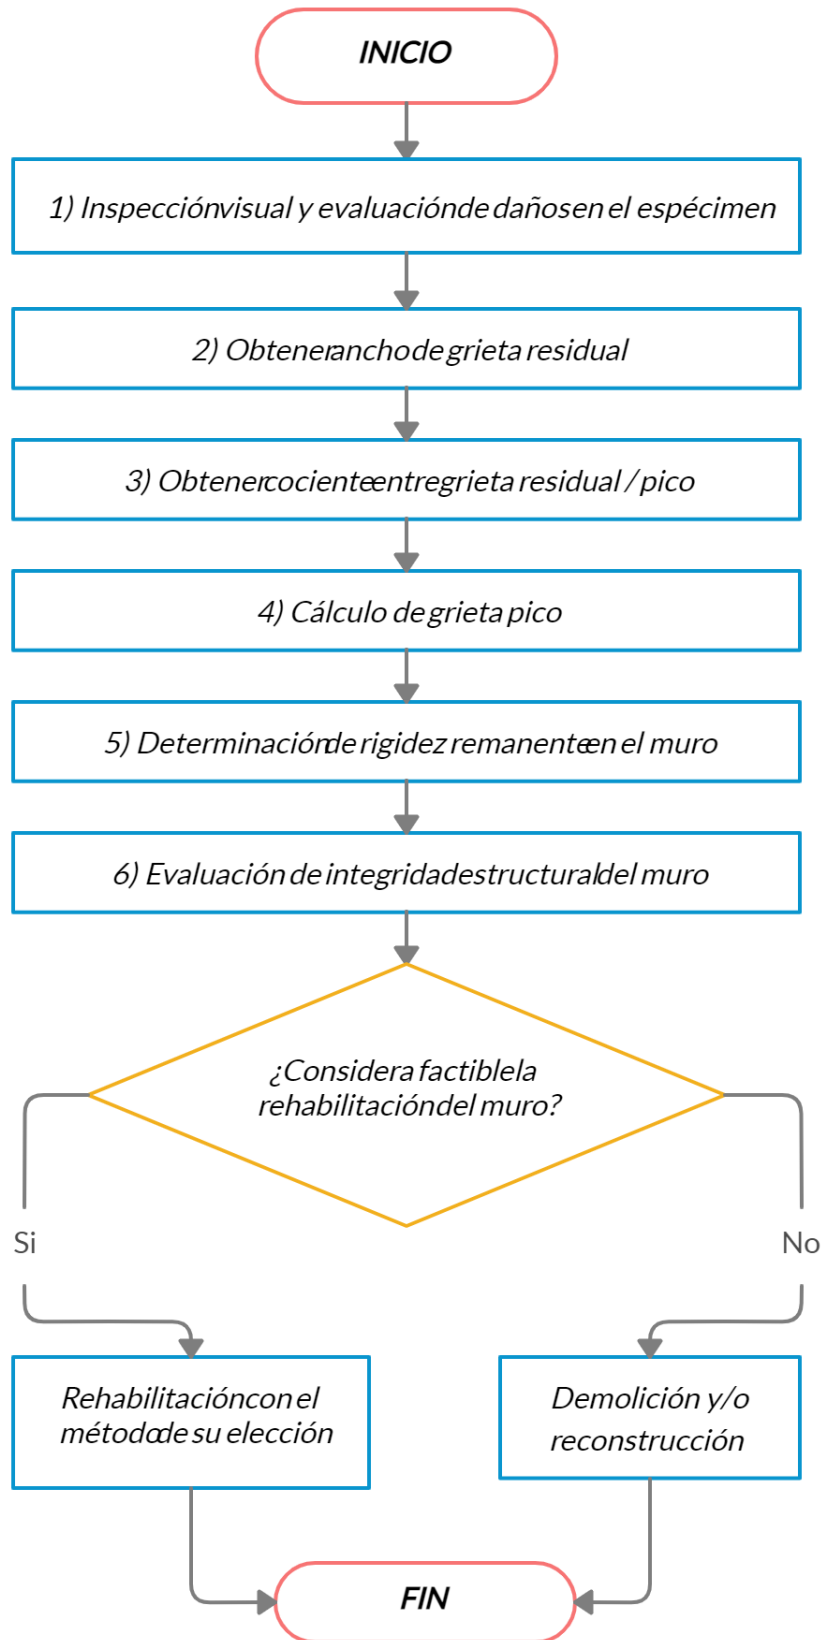 INICIO
1) Inspecciónvisual y evaluaciónde dañosen el espécimen
2) Obtenerancho de grieta residual
3) Obtenercocienteentregrieta residual / pico
4) Cálculo de grieta pico
5) Determinaciónde rigidez remanenteen el muro
6) Evaluación de integridadestructuraldel muro
¿Considera factiblela
rehabilitacióndel muro?
Si
No
Rehabilitacióncon el
métodode su elección
Demolición y/o
reconstrucción
FIN